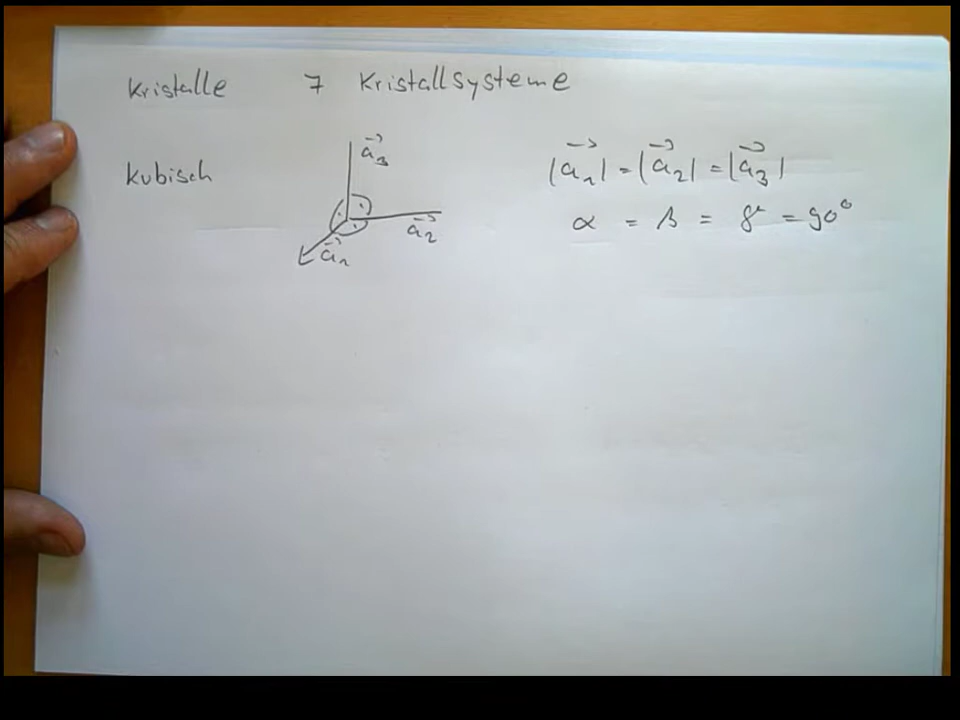 Kristalle 7 Kristallsysteme
kubisch
a⃗₃
a⃗₂
a⃗₁
|a⃗₁| = |a⃗₂| = |a⃗₃|
α = β = γ = 90°